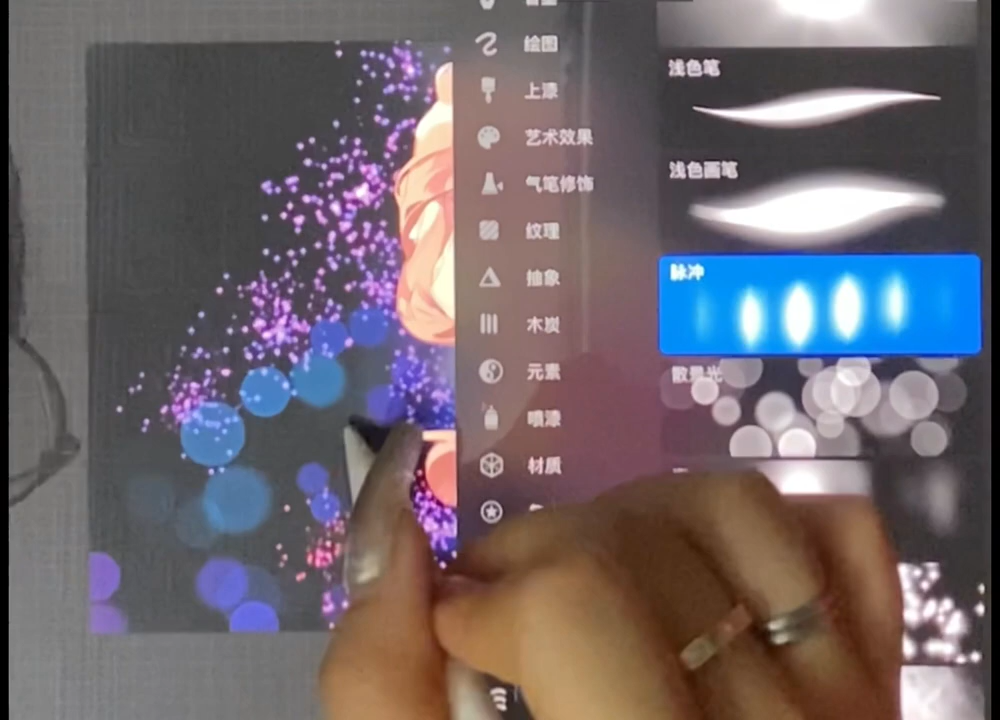 绘图
上漆
艺术效果
气笔修饰
纹理
抽象
木炭
元素
喷漆
材质
浅色笔
浅色画笔
脉冲
散景光